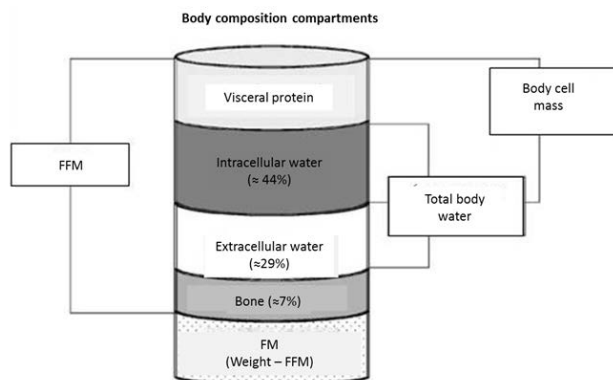 Body composition compartments
Visceral protein
Body cell
mass
FFM
Intracellular water
(≈ 44%)
Total body
water
Extracellular water
(≈29%)
Bone (≈7%)
FM
(Weight – FFM)